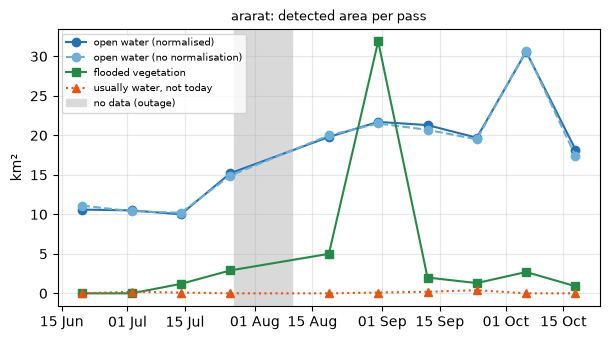 ararat: detected area per pass
open water (normalised)
open water (no normalisation)
flooded vegetation
usually water, not today
no data (outage)
km²
30
25
20
15
10
5
0
15 Jun
01 Jul
15 Jul
01 Aug
15 Aug
01 Sep
15 Sep
01 Oct
15 Oct